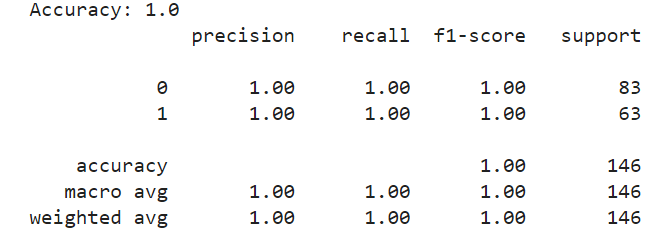 Accuracy: 1.0
precision recall f1-score support
0 1.00 1.00 1.00 83
1 1.00 1.00 1.00 63
accuracy 1.00 146
macro avg 1.00 1.00 1.00 146
weighted avg 1.00 1.00 1.00 146